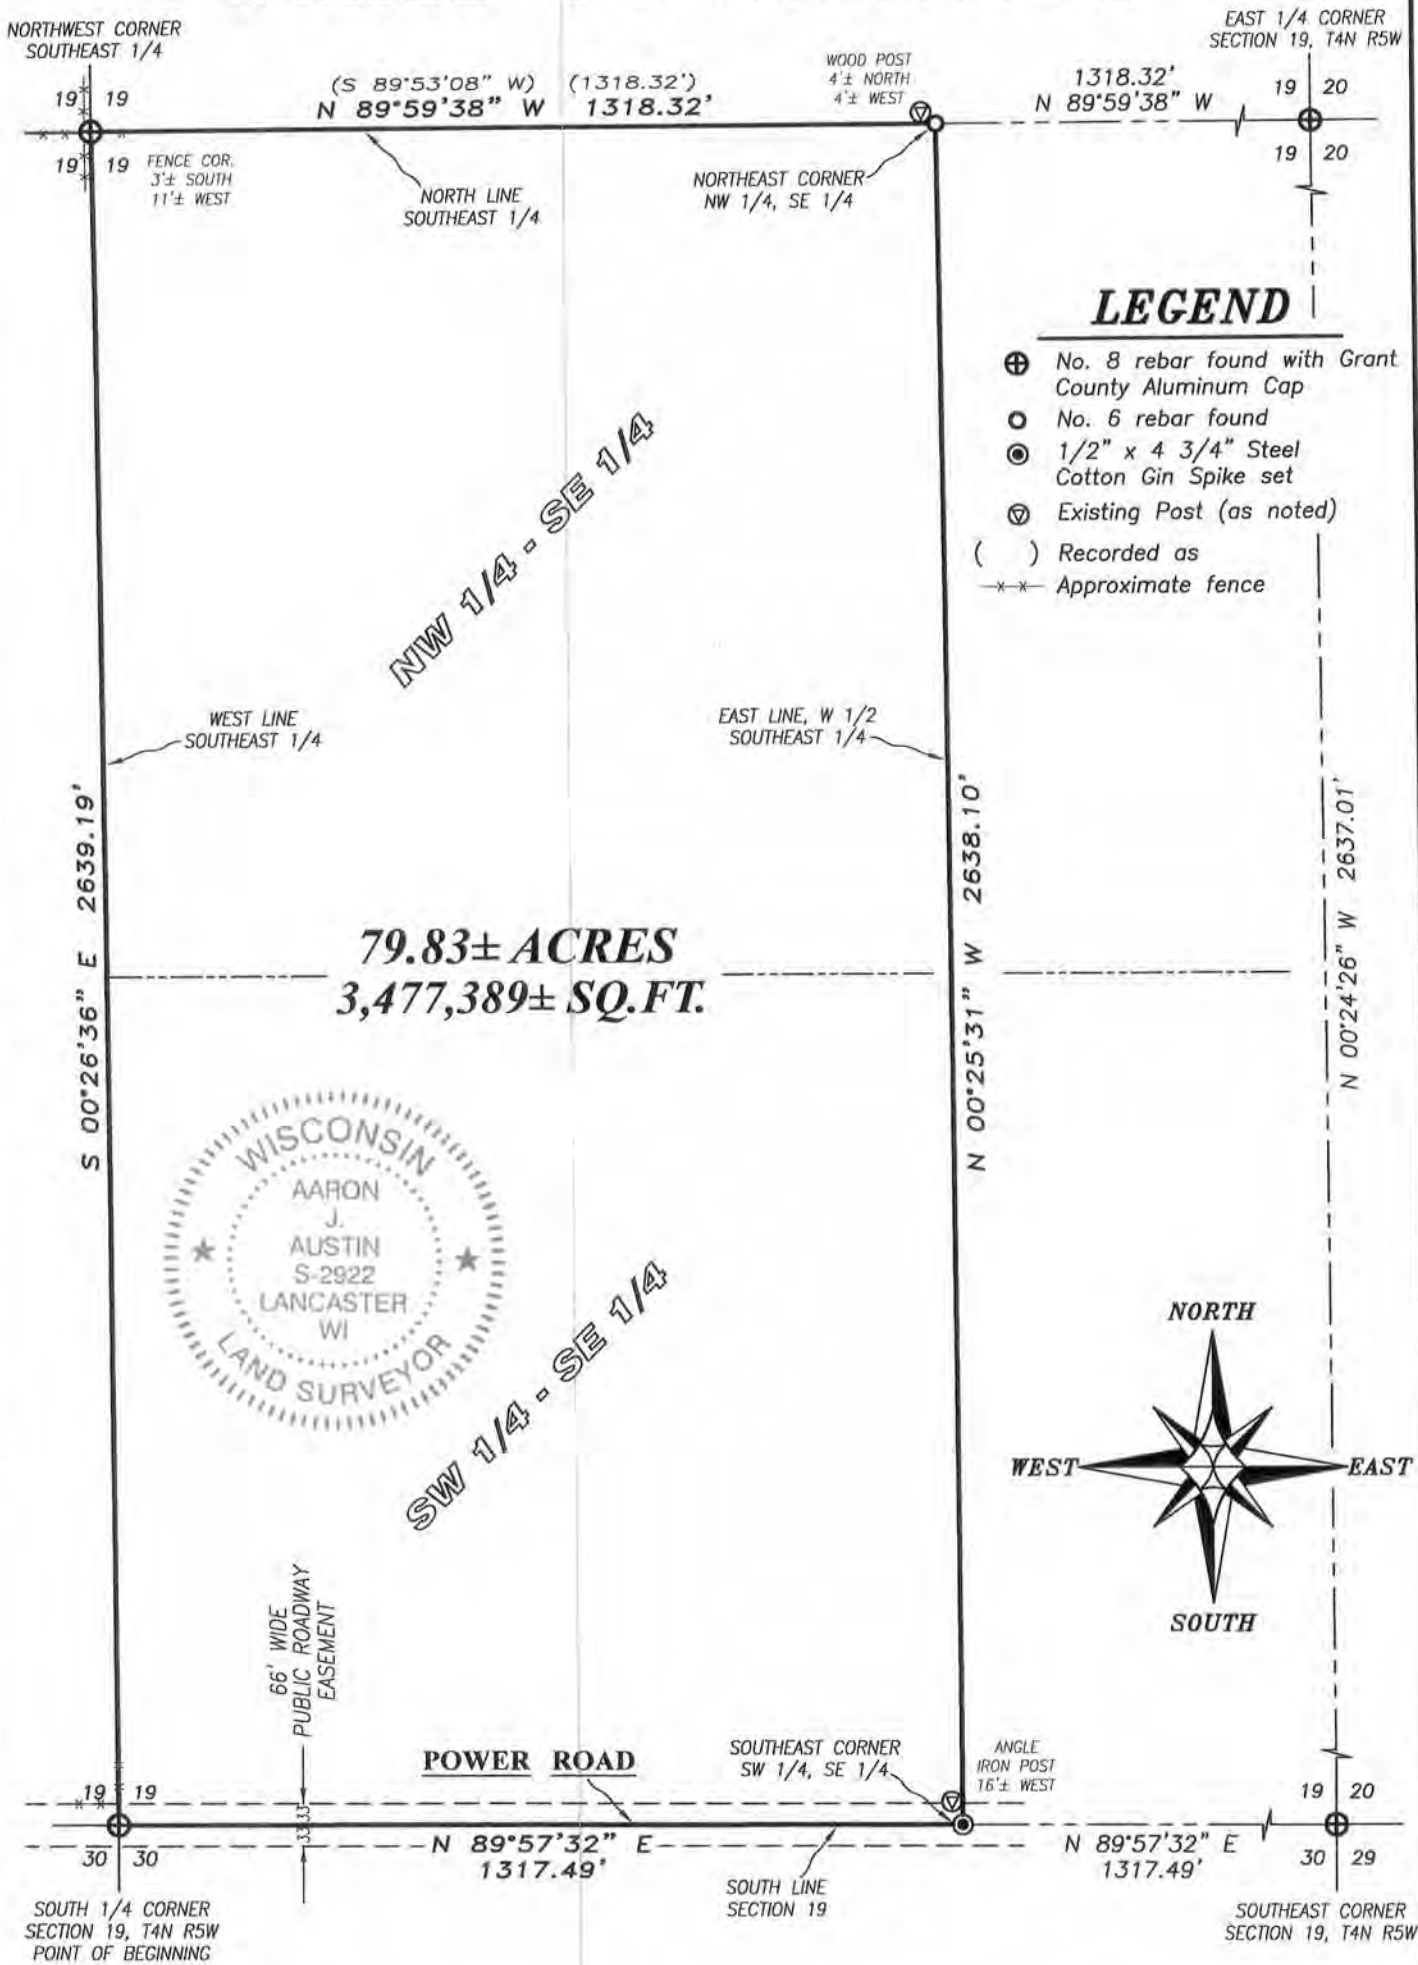 NORTHWEST CORNER
SOUTHEAST 1/4
EAST 1/4 CORNER
SECTION 19, T4N R5W
(S 89°53'08" W) (1318.32')
N 89°59'38" W 1318.32'
WOOD POST
4'± NORTH
4'± WEST
1318.32'
N 89°59'38" W
19 19
19 19
19 20
19 20
FENCE COR.
3'± SOUTH
11'± WEST
NORTH LINE
SOUTHEAST 1/4
NORTHEAST CORNER
NW 1/4, SE 1/4
LEGEND
No. 8 rebar found with Grant
County Aluminum Cap
No. 6 rebar found
1/2" x 4 3/4" Steel
Cotton Gin Spike set
Existing Post (as noted)
( ) Recorded as
Approximate fence
NW 1/4 - SE 1/4
WEST LINE
SOUTHEAST 1/4
EAST LINE, W 1/2
SOUTHEAST 1/4
S 00°26'36" E 2639.19'
N 00°25'31" W 2638.10'
N 00°24'26" W 2637.01'
79.83± ACRES
3,477,389± SQ.FT.
WISCONSIN
AARON
J.
AUSTIN
S-2922
LANCASTER
WI
LAND SURVEYOR
SW 1/4 - SE 1/4
NORTH
WEST
EAST
SOUTH
66' WIDE
PUBLIC ROADWAY
EASEMENT
POWER ROAD
SOUTHEAST CORNER
SW 1/4, SE 1/4
ANGLE
IRON POST
16'± WEST
19 19
33 33
30 30
19 20
30 29
N 89°57'32" E
1317.49'
N 89°57'32" E
1317.49'
SOUTH LINE
SECTION 19
SOUTH 1/4 CORNER
SECTION 19, T4N R5W
POINT OF BEGINNING
SOUTHEAST CORNER
SECTION 19, T4N R5W